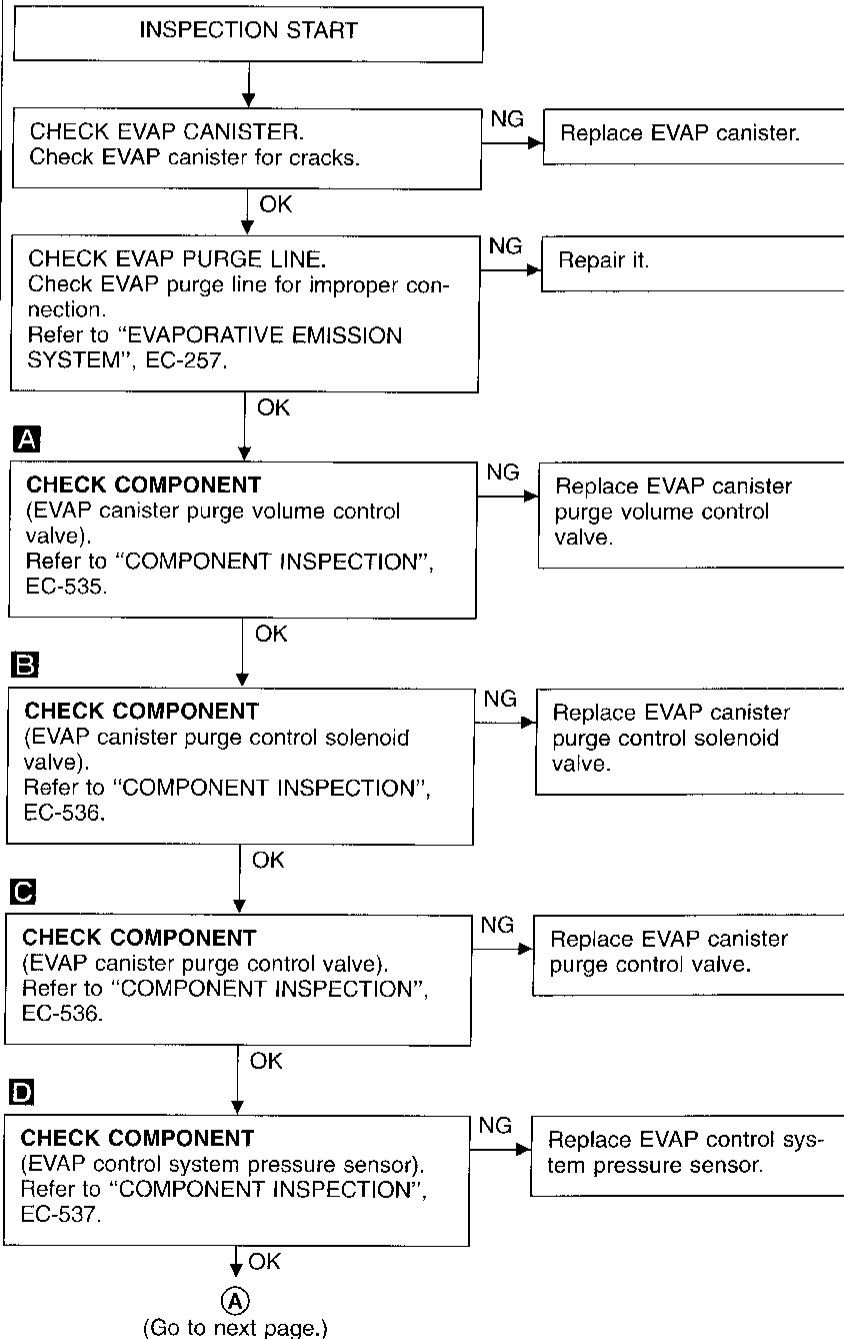 INSPECTION START
CHECK EVAP CANISTER.
Check EVAP canister for cracks.
NG
Replace EVAP canister.
OK
CHECK EVAP PURGE LINE.
Check EVAP purge line for improper con-
nection.
Refer to “EVAPORATIVE EMISSION
SYSTEM”, EC-257.
NG
Repair it.
OK
A
CHECK COMPONENT
(EVAP canister purge volume control
valve).
Refer to “COMPONENT INSPECTION”,
EC-535.
NG
Replace EVAP canister
purge volume control
valve.
OK
B
CHECK COMPONENT
(EVAP canister purge control solenoid
valve).
Refer to “COMPONENT INSPECTION”,
EC-536.
NG
Replace EVAP canister
purge control solenoid
valve.
OK
C
CHECK COMPONENT
(EVAP canister purge control valve).
Refer to “COMPONENT INSPECTION”,
EC-536.
NG
Replace EVAP canister
purge control valve.
OK
D
CHECK COMPONENT
(EVAP control system pressure sensor).
Refer to “COMPONENT INSPECTION”,
EC-537.
NG
Replace EVAP control sys-
tem pressure sensor.
OK
A
(Go to next page.)